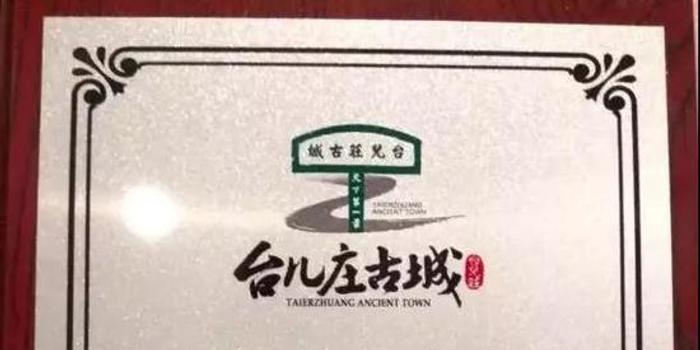 台兒莊古城
天下第一莊
TAIERZHUANG
ANCIENT TOWN
台儿庄古城
TAIERZHUANG ANCIENT TOWN